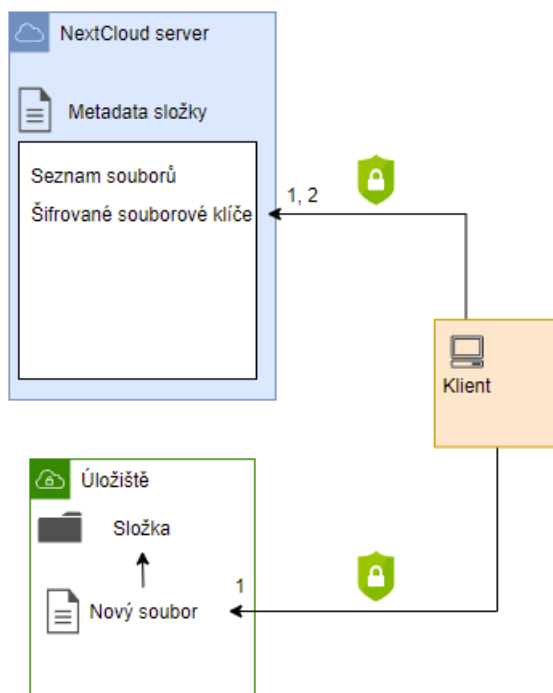 NextCloud server
Metadata složky
Seznam souborů
Šifrované souborové klíče
1, 2
Klient
Úložiště
Složka
1
Nový soubor